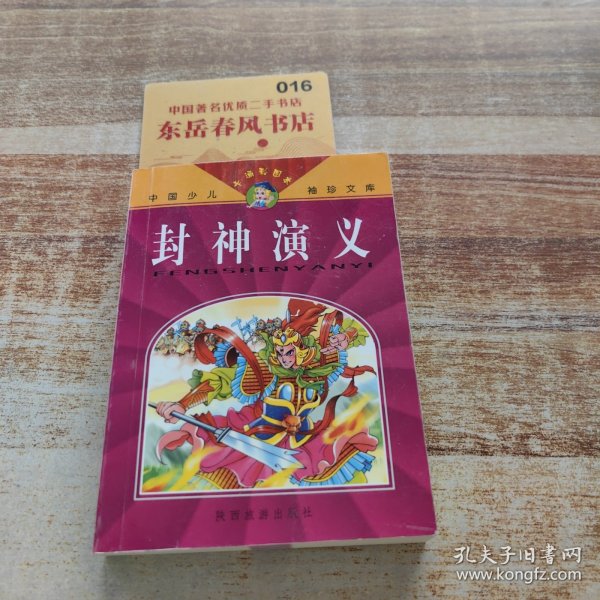 016
中国著名优质二手书店
东岳春风书店
中国少儿
袖珍文库
封神演义
FENGSHENYANYI
陕西旅游出版社
孔夫子旧书网
www.kongfz.com